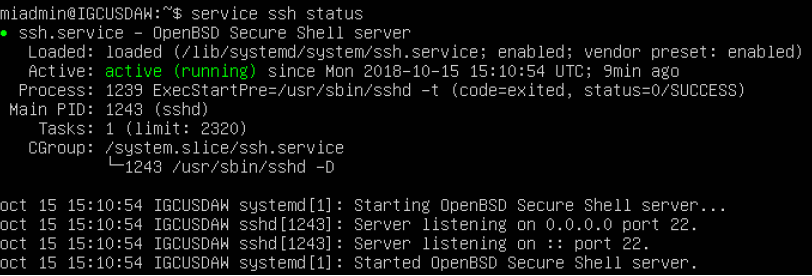 miadmin@IGCUSDAW:~$ service ssh status
● ssh.service - OpenBSD Secure Shell server
   Loaded: loaded (/lib/systemd/system/ssh.service; enabled; vendor preset: enabled)
   Active: active (running) since Mon 2018-10-15 15:10:54 UTC; 9min ago
  Process: 1239 ExecStartPre=/usr/sbin/sshd -t (code=exited, status=0/SUCCESS)
 Main PID: 1243 (sshd)
    Tasks: 1 (limit: 2320)
   CGroup: /system.slice/ssh.service
           └─1243 /usr/sbin/sshd -D
oct 15 15:10:54 IGCUSDAW systemd[1]: Starting OpenBSD Secure Shell server...
oct 15 15:10:54 IGCUSDAW sshd[1243]: Server listening on 0.0.0.0 port 22.
oct 15 15:10:54 IGCUSDAW sshd[1243]: Server listening on :: port 22.
oct 15 15:10:54 IGCUSDAW systemd[1]: Started OpenBSD Secure Shell server.